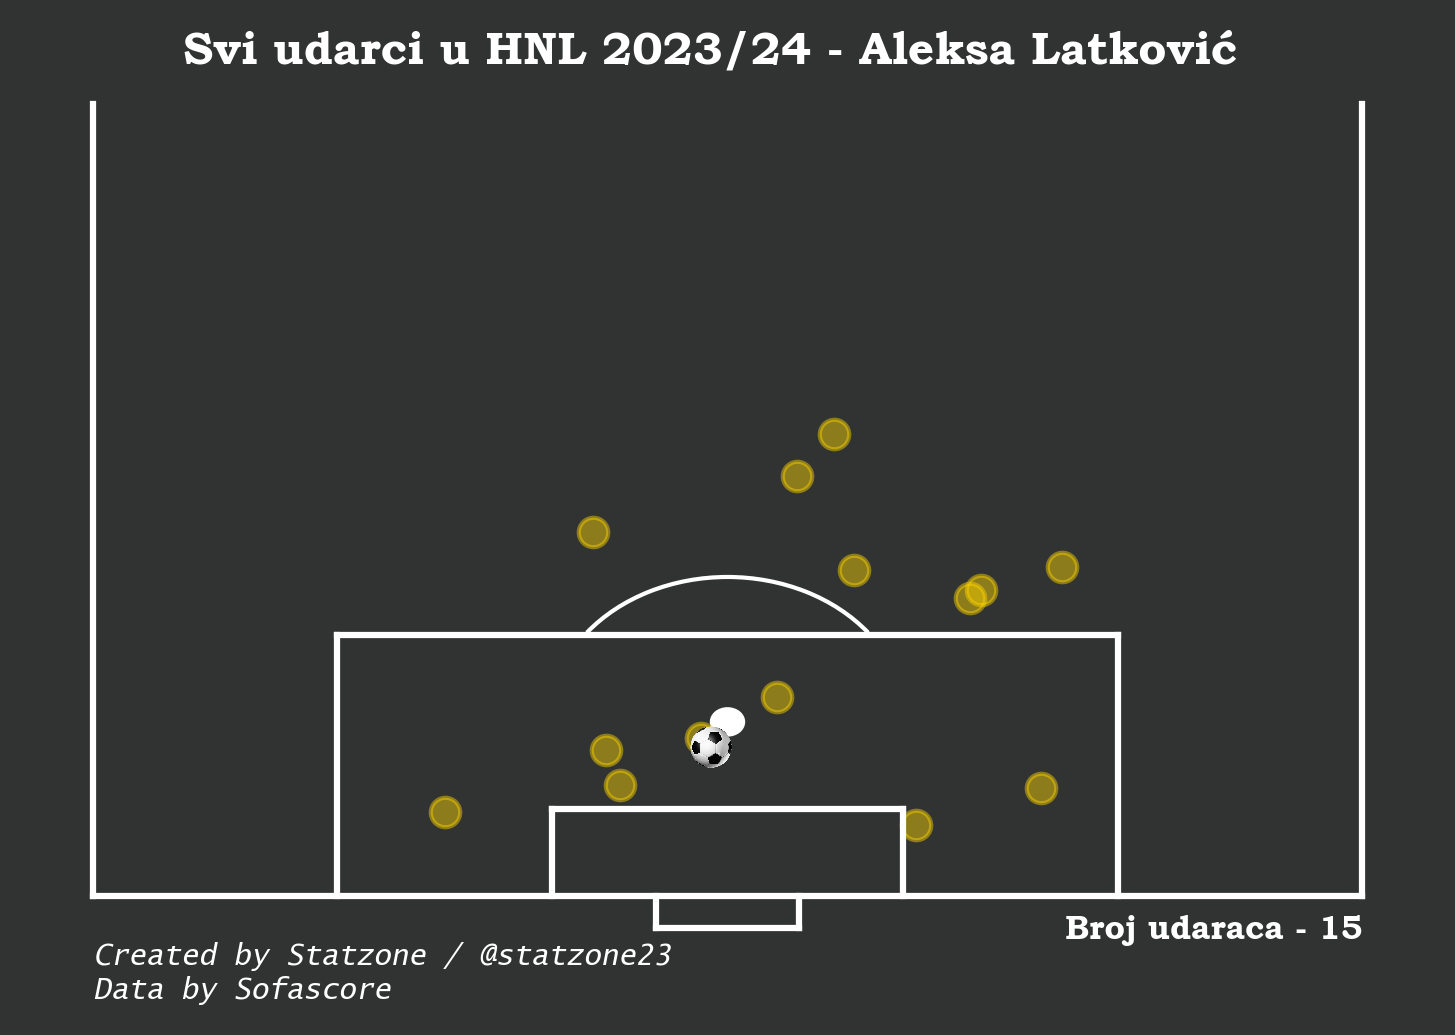 Svi udarci u HNL 2023/24 - Aleksa Latković
Broj udaraca - 15
Created by Statzone / @statzone23
Data by Sofascore